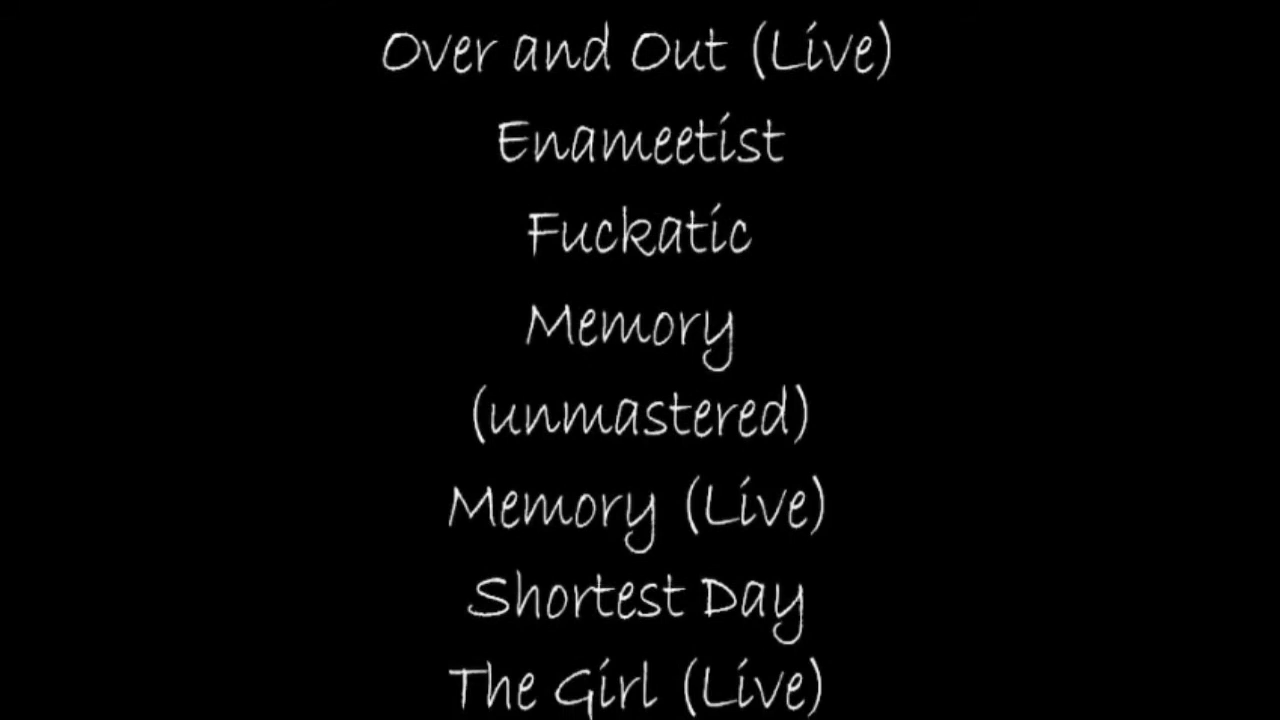 Over and Out (Live)
Enameetist
Fuckatic
Memory
(unmastered)
Memory (Live)
Shortest Day
The Girl (Live)